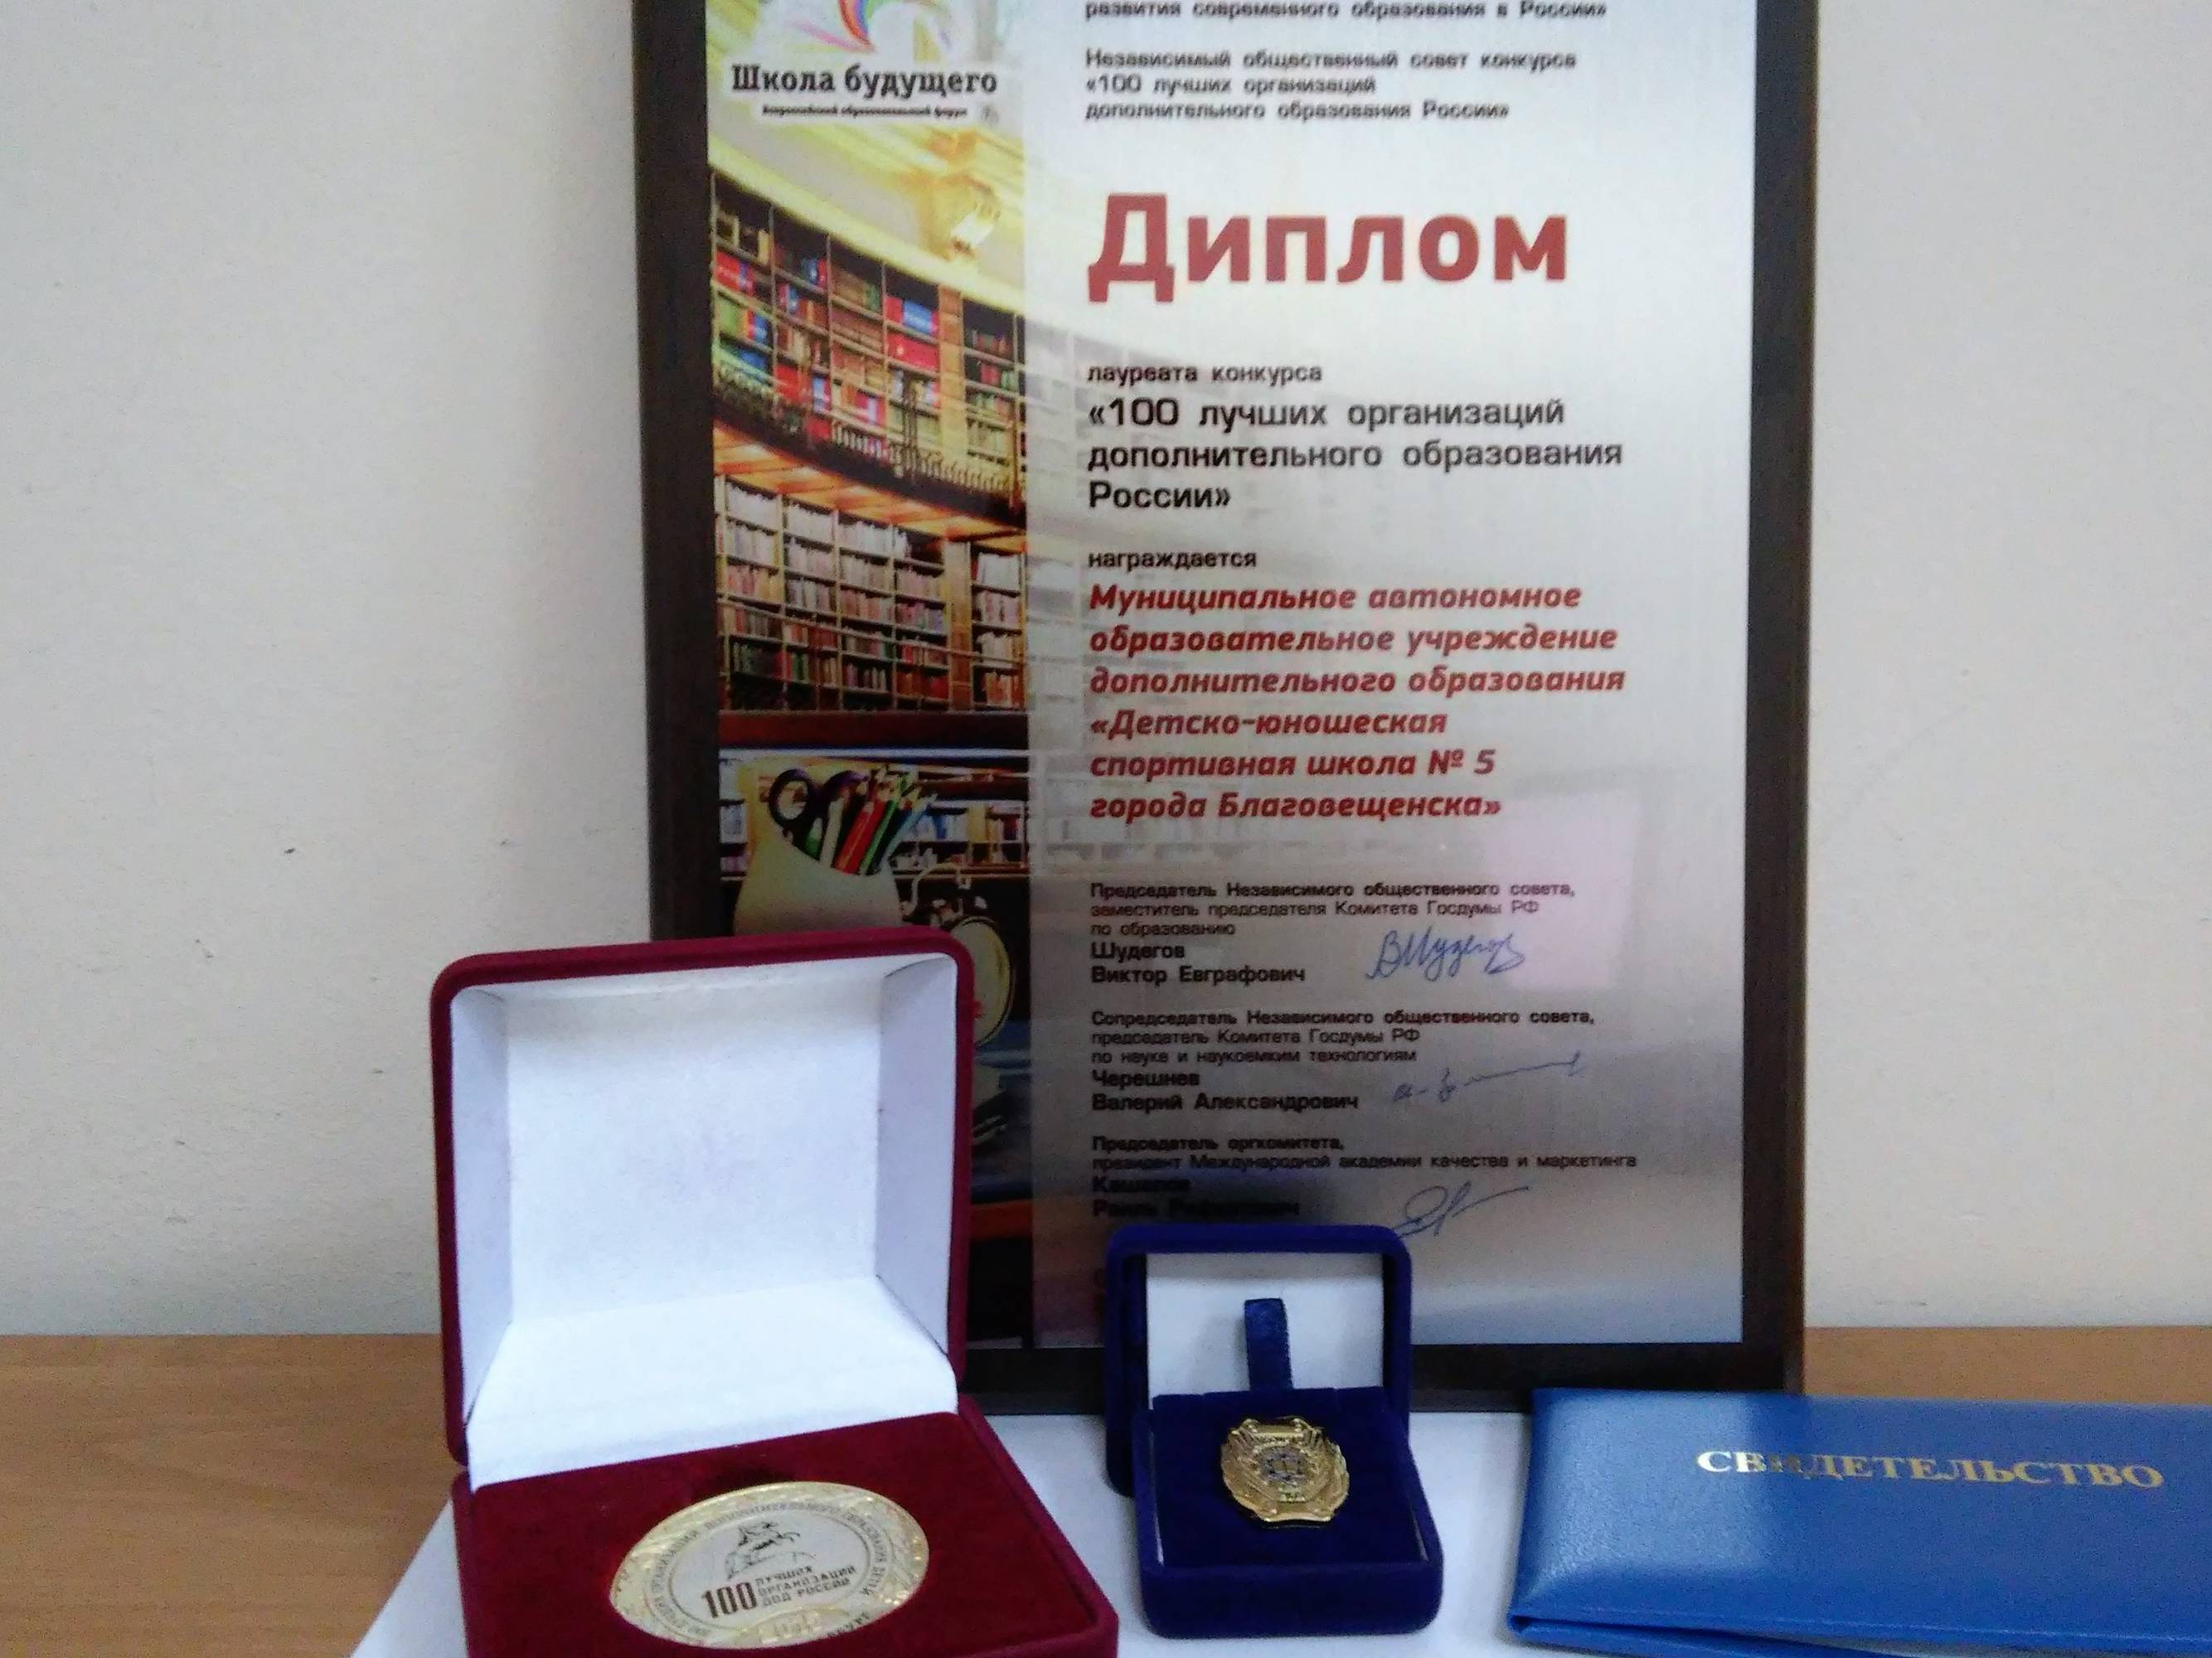 Школа будущего
Всероссийский образовательный форум
развития современного образования в России»
Независимый общественный совет конкурса
«100 лучших организаций
дополнительного образования России»
Диплом
лауреата конкурса
«100 лучших организаций
дополнительного образования
России»
награждается
Муниципальное автономное
образовательное учреждение
дополнительного образования
«Детско-юношеская
спортивная школа № 5
города Благовещенска»
Председатель Независимого общественного совета,
заместитель председателя Комитета Госдумы РФ
по образованию
Шудегов
Виктор Евграфович
Сопредседатель Независимого общественного совета,
председатель Комитета Госдумы РФ
по науке и наукоемким технологиям
Черешнев
Валерий Александрович
Председатель оргкомитета,
президент Международной академии качества и маркетинга
Раиль
100 ЛУЧШИХ
ОРГАНИЗАЦИЙ
ДОД РОССИИ
СВИДЕТЕЛЬСТВО